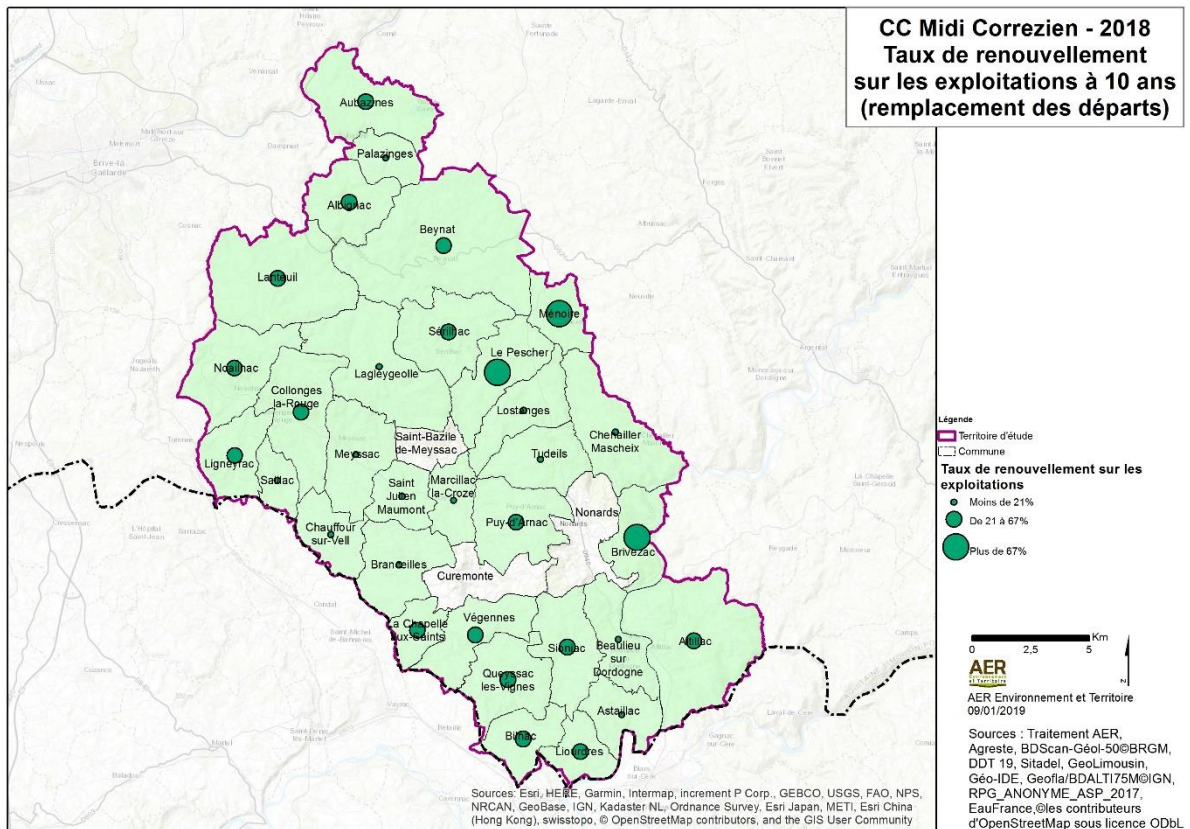 CC Midi Correzien - 2018
Taux de renouvellement
sur les exploitations à 10 ans
(remplacement des départs)
Aubazines
Palazinges
Brive-la
Gaillarde
Albignac
Beynat
Lanteuil
Ménoire
Sérilhac
Le Pescher
Noailhac
Lagleygeolle
Collonges
la-Rouge
Lostanges
Chenailler
Mascheix
Saint-Bazile
de-Meyssac
Meyssac
Tudeils
Ligneyrac
Saillac
Saint
Julien
Maumont
Marcillac
la-Croze
Nonards
Puy-d'Arnac
Nonards
Chauffour
sur-Vell
Brivezac
Branceilles
Curemonte
La Chapelle
aux-Saints
Végennes
Sioniac
Beaulieu
sur
Dordogne
Altillac
Queyssac
les-Vignes
Astaillac
Bilhac
Liourdres
Légende
Territoire d'étude
Commune
Taux de renouvellement sur les
exploitations
Moins de 21%
De 21 à 67%
Plus de 67%
Km
0 5
AER
Environnement
et Territoire
AER Environnement et Territoire
09/01/2019
Sources : Traitement AER,
Agreste, BDScan-Géol-50©BRGM,
DDT 19, Sitadel, GeoLimousin,
Géo-IDE, Geofla/BDALTI75M©IGN,
RPG_ANONYME_ASP_2017,
EauFrance,©les contributeurs
d'OpenStreetMap sous licence ODbL
Sources: Esri, HERE, Garmin, Intermap, increment P Corp., GEBCO, USGS, FAO, NPS,
NRCAN, GeoBase, IGN, Kadaster NL, Ordnance Survey, Esri Japan, METI, Esri China
(Hong Kong), swisstopo, © OpenStreetMap contributors, and the GIS User Community